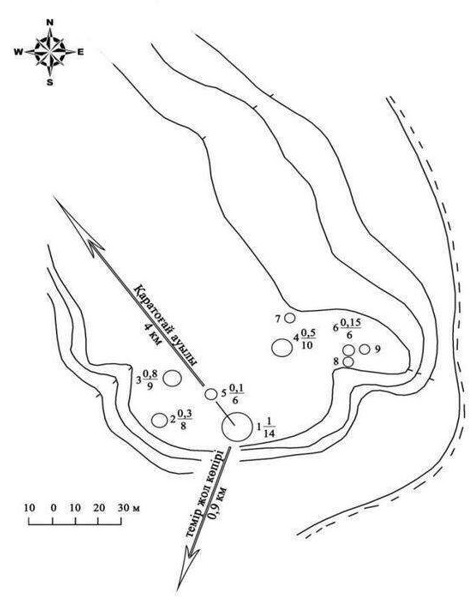 N
W E
S
Қаратоғай ауылы
4 км
7
4 0,5/10
6 0,15/6
9
8
3 0,8/9
5 0,1/6
2 0,3/8
1 1/14
темір жол көпірі
0,9 км
10 0 10 20 30 м